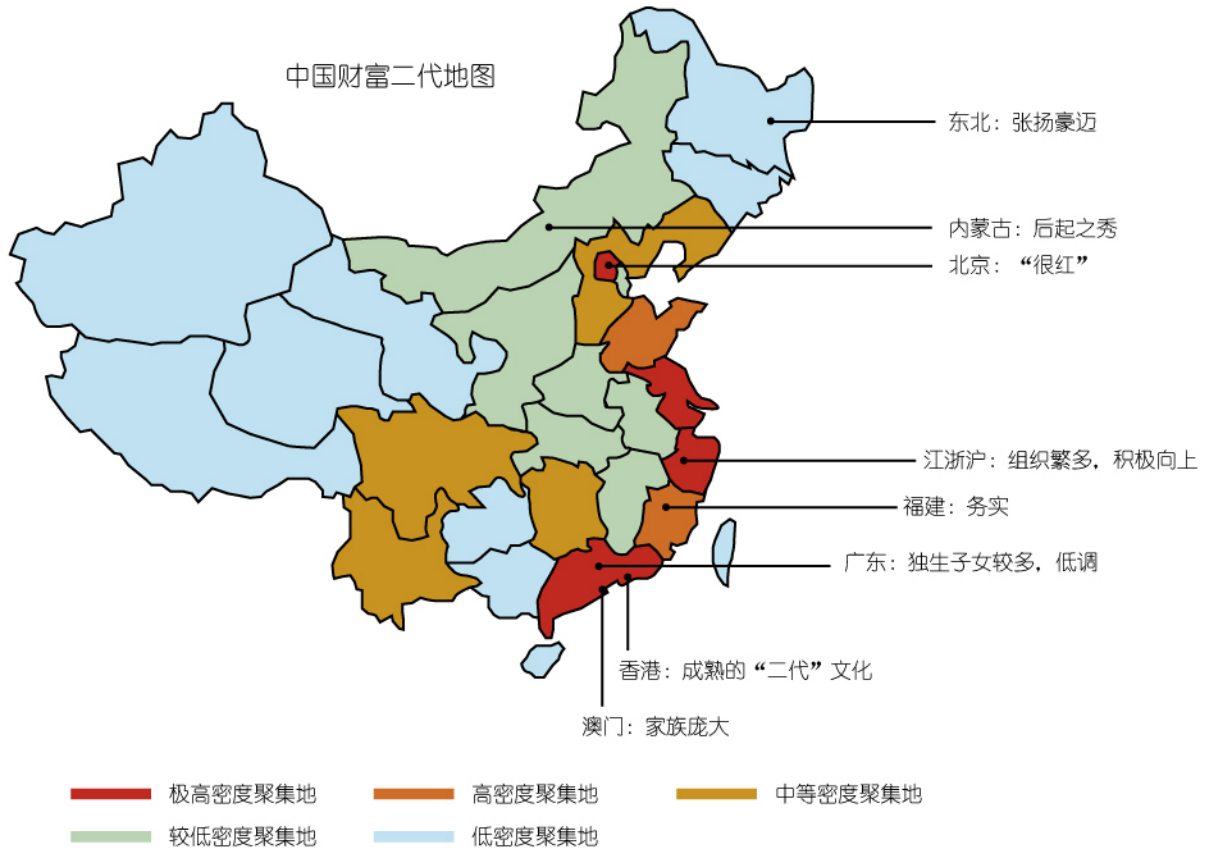 中国财富二代地图
东北：张扬豪迈
内蒙古：后起之秀
北京：“很红”
江浙沪：组织繁多，积极向上
福建：务实
广东：独生子女较多，低调
香港：成熟的“二代”文化
澳门：家族庞大
极高密度聚集地
高密度聚集地
中等密度聚集地
较低密度聚集地
低密度聚集地